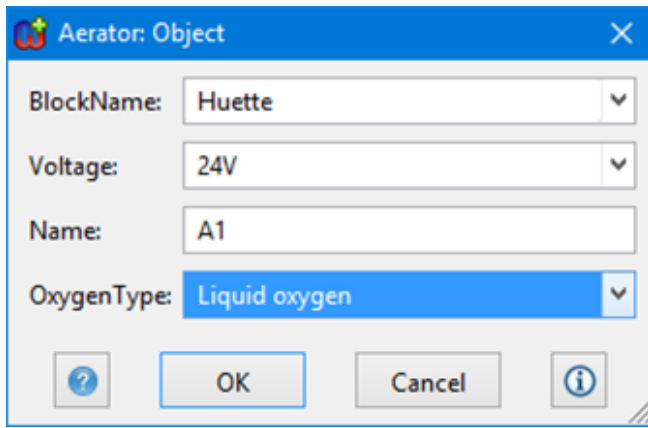 Aerator: Object
BlockName: Huette
Voltage: 24V
Name: A1
OxygenType: Liquid oxygen
OK Cancel